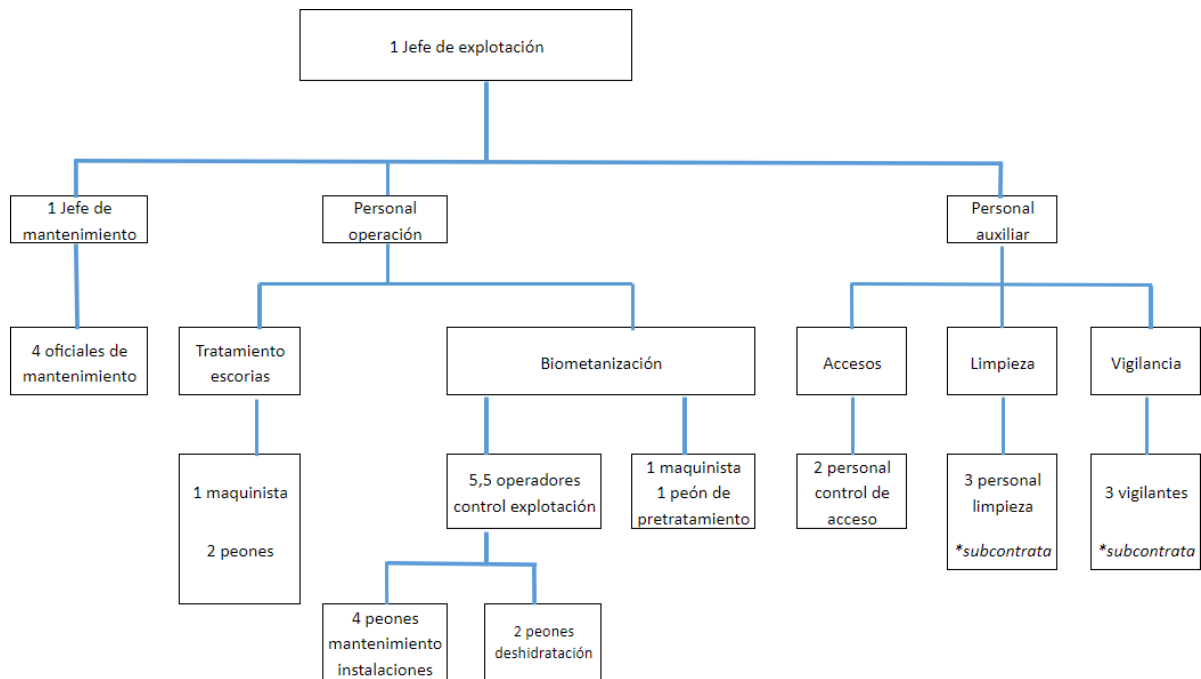 1 Jefe de explotación
1 Jefe de
mantenimiento
Personal
operación
Personal
auxiliar
4 oficiales de
mantenimiento
Tratamiento
escorias
Biometanización
Accesos
Limpieza
Vigilancia
1 maquinista
2 peones
5,5 operadores
control explotación
1 maquinista
1 peón de
pretratamiento
2 personal
control de
acceso
3 personal
limpieza
*subcontrata
3 vigilantes
*subcontrata
4 peones
mantenimiento
instalaciones
2 peones
deshidratación